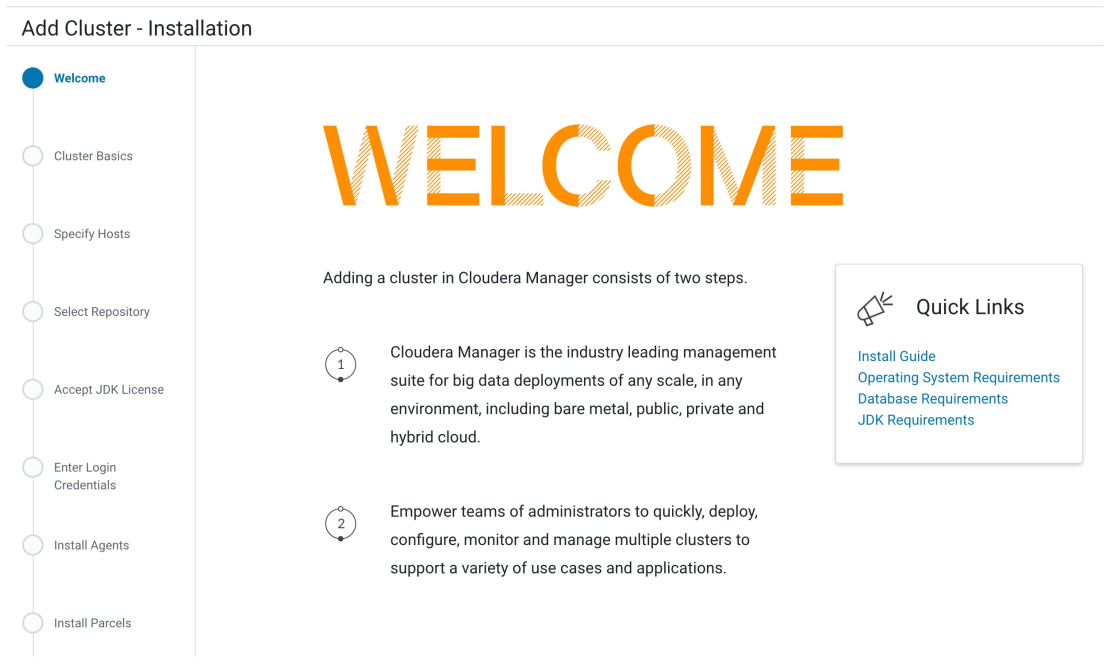 Add Cluster - Installation
Welcome
Cluster Basics
Specify Hosts
Select Repository
Accept JDK License
Enter Login
Credentials
Install Agents
Install Parcels
WELCOME
Adding a cluster in Cloudera Manager consists of two steps.
1
Cloudera Manager is the industry leading management
suite for big data deployments of any scale, in any
environment, including bare metal, public, private and
hybrid cloud.
2
Empower teams of administrators to quickly, deploy,
configure, monitor and manage multiple clusters to
support a variety of use cases and applications.
Quick Links
Install Guide
Operating System Requirements
Database Requirements
JDK Requirements